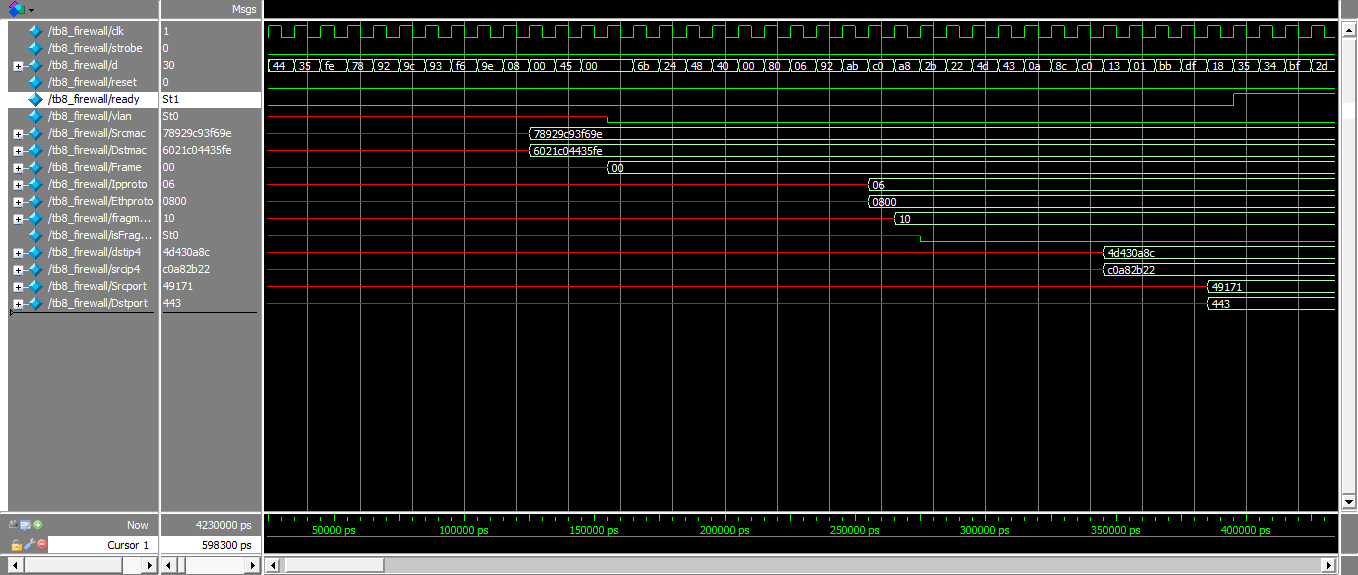 Msgs
/tb8_firewall/clk 1
/tb8_firewall/strobe 0
/tb8_firewall/d 30 44 35 fe 78 92 9c 93 f6 9e 08 00 45 00 6b 24 48 40 00 80 06 92 ab c0 a8 2b 22 4d 43 0a 8c c0 13 01 bb df 18 35 34 bf 2d
/tb8_firewall/reset 0
/tb8_firewall/ready St1
/tb8_firewall/vlan St0
/tb8_firewall/Srcmac 78929c93f69e 78929c93f69e
/tb8_firewall/Dstmac 6021c04435fe 6021c04435fe
/tb8_firewall/Frame 00 00
/tb8_firewall/Ipproto 06 06
/tb8_firewall/Ethproto 0800 0800
/tb8_firewall/fragm... 10 10
/tb8_firewall/isFrag... St0
/tb8_firewall/dstip4 4d430a8c 4d430a8c
/tb8_firewall/srcip4 c0a82b22 c0a82b22
/tb8_firewall/Srcport 49171 49171
/tb8_firewall/Dstport 443 443
Now 4230000 ps 50000 ps 100000 ps 150000 ps 200000 ps 250000 ps 300000 ps 350000 ps 400000 ps
Cursor 1 598300 ps